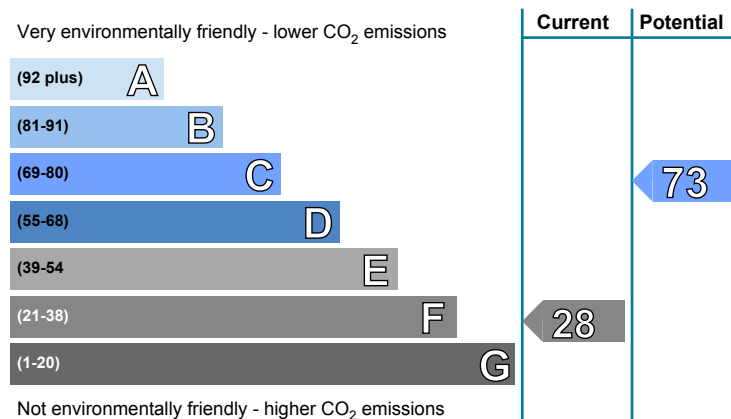 Very environmentally friendly - lower CO2 emissions
Current
Potential
(92 plus) A
(81-91) B
(69-80) C
73
(55-68) D
(39-54 E
(21-38) F
28
(1-20) G
Not environmentally friendly - higher CO2 emissions